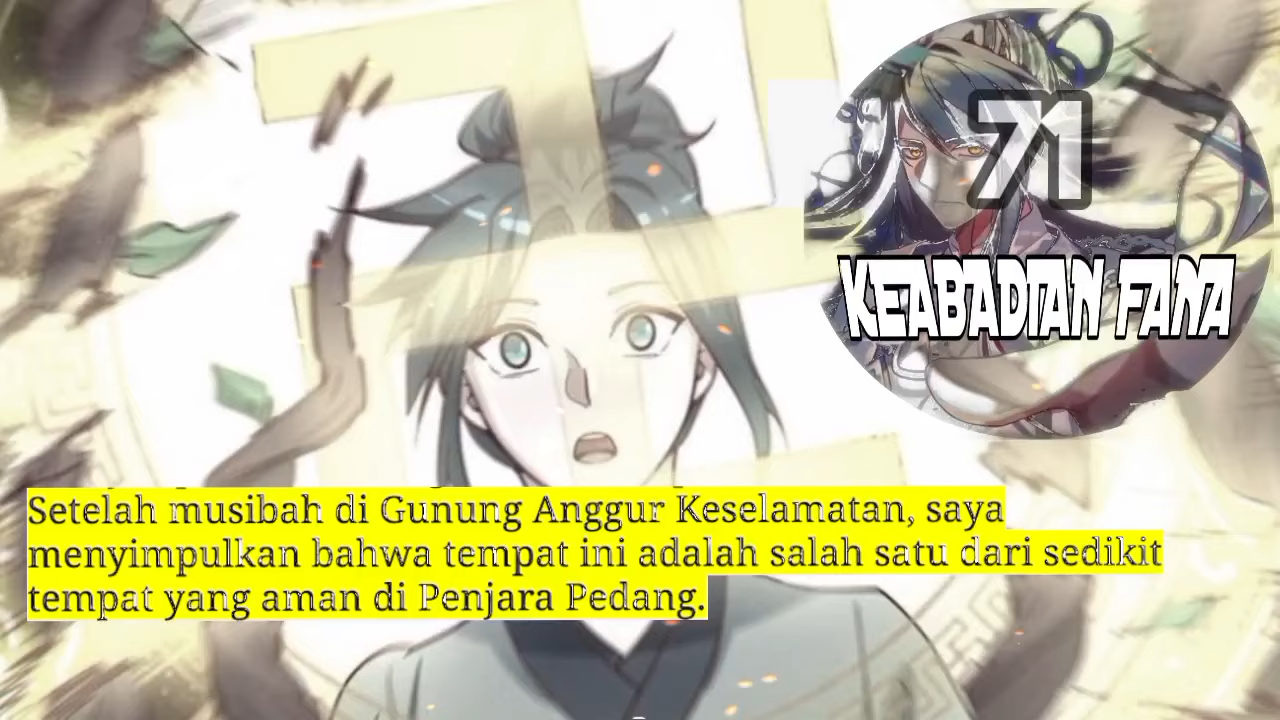 71
KEABADIAN FANA
Setelah musibah di Gunung Anggur Keselamatan, saya
menyimpulkan bahwa tempat ini adalah salah satu dari sedikit
tempat yang aman di Penjara Pedang.